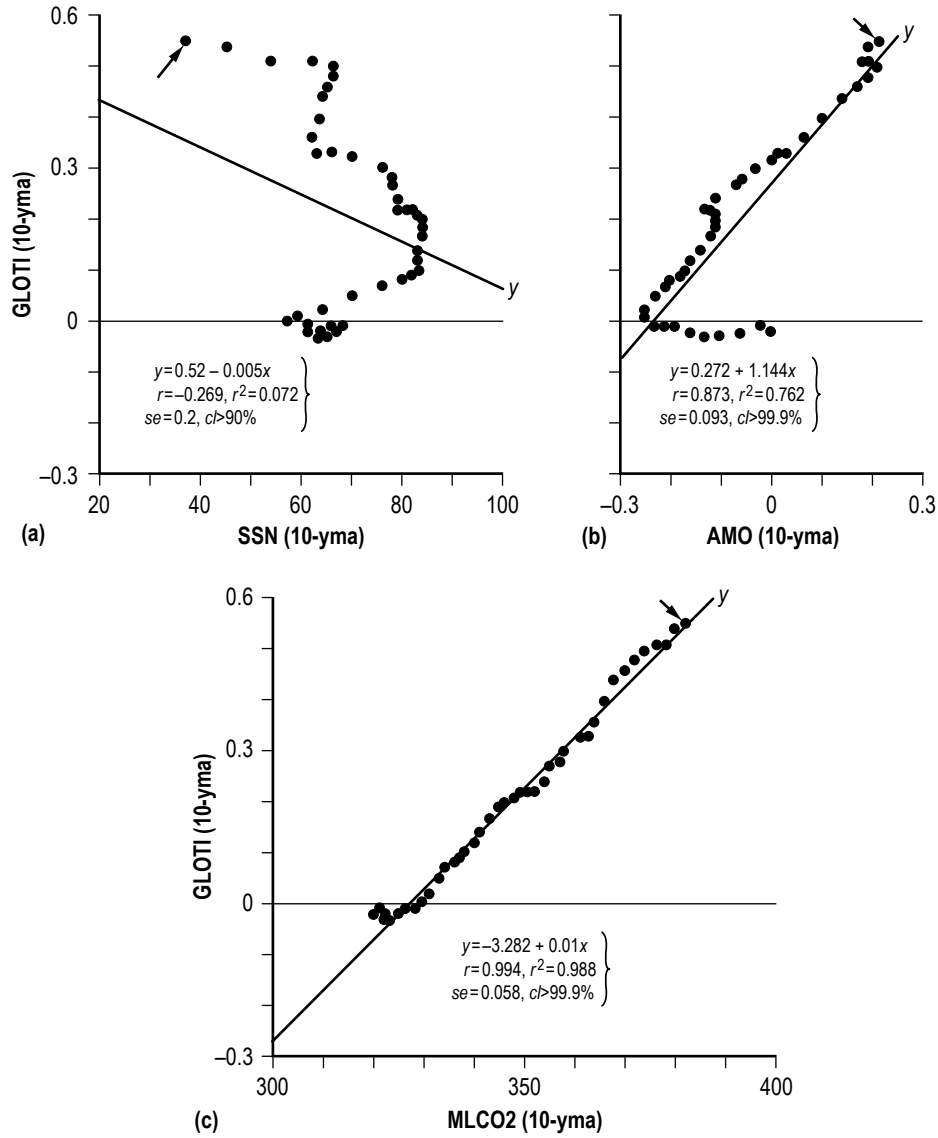 0.6
0.3
0
−0.3
GLOTI (10-yma)
y
y=0.52 – 0.005x
r=–0.269, r²=0.072
se=0.2, cl>90%
20 40 60 80 100
(a)
SSN (10-yma)
y
y=0.272 + 1.144x
r=0.873, r²=0.762
se=0.093, cl>99.9%
−0.3 0 0.3
(b)
AMO (10-yma)
0.6
0.3
0
−0.3
GLOTI (10-yma)
y
y=–3.282 + 0.01x
r=0.994, r²=0.988
se=0.058, cl>99.9%
300 350 400
(c)
MLCO2 (10-yma)